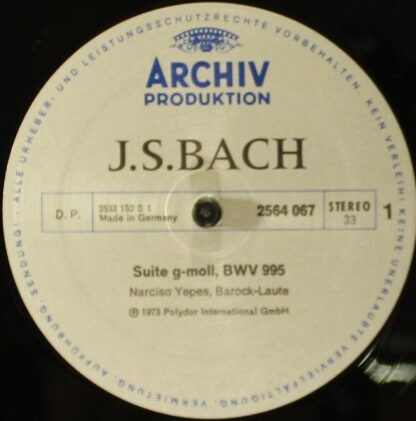 ALLE URHEBER- UND LEISTUNGSSCHUTZRECHTE VORBEHALTEN. KEIN VERLEIH! KEINE UNERLAUBTE VERVIELFÄLTIGUNG, VERMIETUNG, AUFFÜHRUNG, SENDUNG! -
ARCHIV
PRODUKTION
J.S.BACH
D. P.
2533 152 S 1
Made in Germany
2564 067
STEREO
33
1
Suite g-moll, BWV 995
Narciso Yepes, Barock-Laute
℗ 1973 Polydor International GmbH